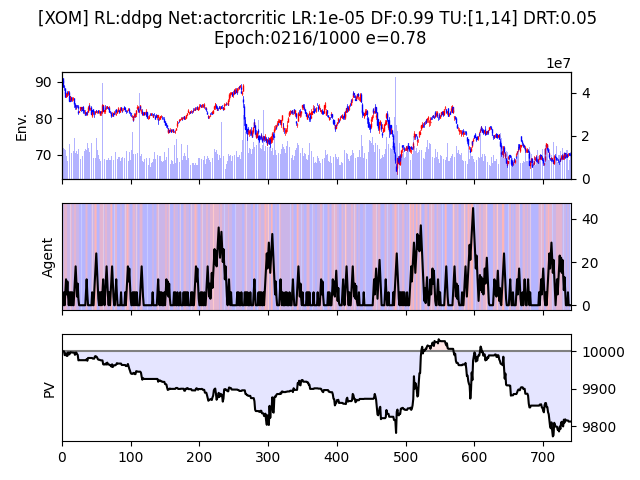 [XOM] RL:ddpg Net:actorcritic LR:1e-05 DF:0.99 TU:[1,14] DRT:0.05
Epoch:0216/1000 e=0.78
1e7
90
80
70
Env.
4
2
0
Agent
40
20
0
PV
10000
9900
9800
0 100 200 300 400 500 600 700